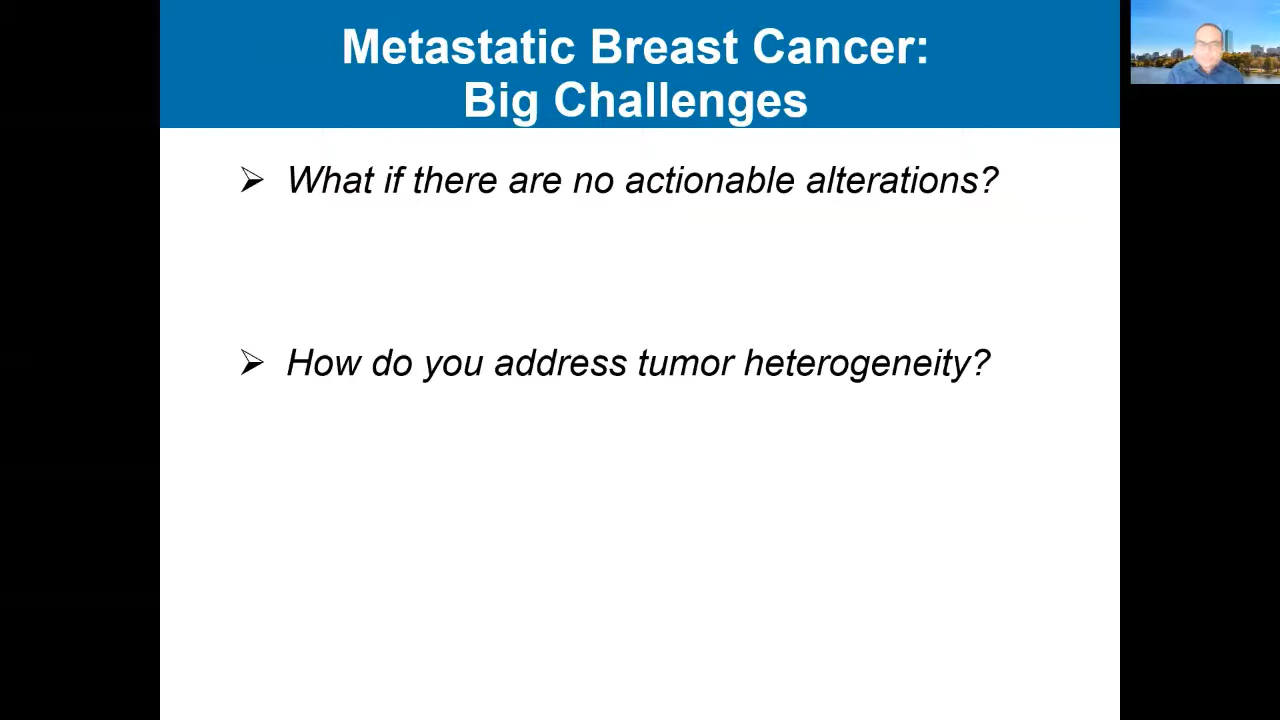 Metastatic Breast Cancer:
Big Challenges
➢ What if there are no actionable alterations?
➢ How do you address tumor heterogeneity?